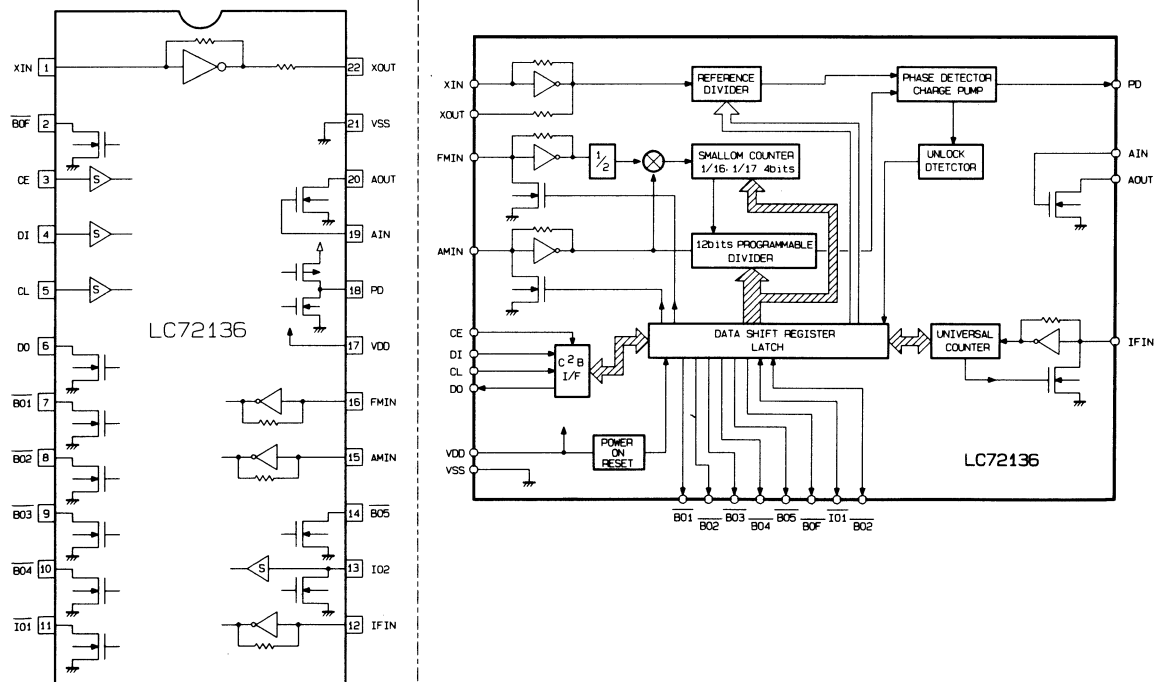 XIN 1
22 XOUT
BOF 2
21 VSS
CE 3
S
20 AOUT
DI 4
S
19 AIN
CL 5
S
18 PD
LC72136
DO 6
17 VDD
BO1 7
16 FMIN
BO2 8
15 AMIN
BO3 9
14 BO5
BO4 10
S
13 IO2
IO1 11
12 IFIN
XIN
REFERENCE
DIVIDER
PHASE DETECTOR
CHARGE PUMP
PD
XOUT
FMIN
1/2
SMALLOM COUNTER
1/16, 1/17 4bits
UNLOCK
DTETCTOR
AIN
AOUT
AMIN
12bits PROGRAMMABLE
DIVIDER
CE
DI
CL
DO
C2B
I/F
DATA SHIFT REGISTER
LATCH
UNIVERSAL
COUNTER
IFIN
VDD
POWER
ON
RESET
VSS
LC72136
BO1
BO2
BO3
BO4
BO5
BOF
IO1
BO2